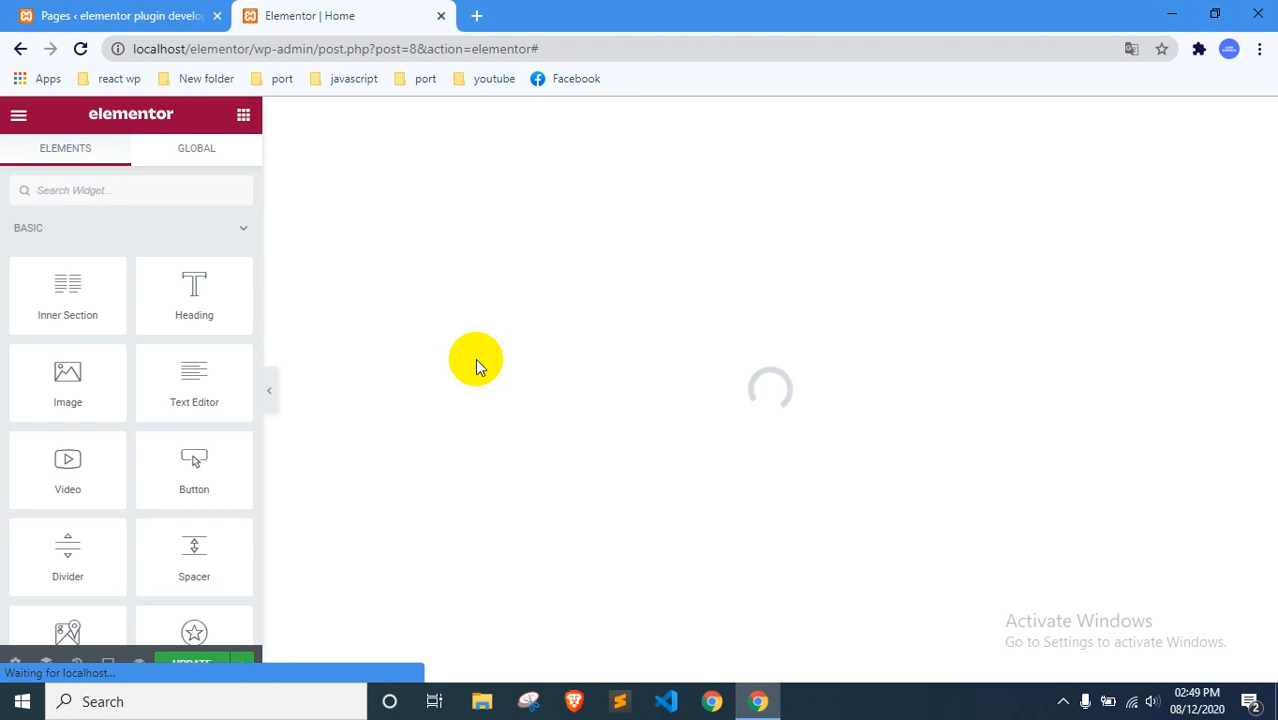 Pages ‹ elementor plugin develo
Elementor | Home
localhost/elementor/wp-admin/post.php?post=8&action=elementor#
Apps
react wp
New folder
port
javascript
port
youtube
Facebook
elementor
ELEMENTS
GLOBAL
Search Widget...
BASIC
Inner Section
Heading
Image
Text Editor
Video
Button
Divider
Spacer
UPDATE
Waiting for localhost...
Activate Windows
Go to Settings to activate Windows.
Search
02:49 PM
08/12/2020
2